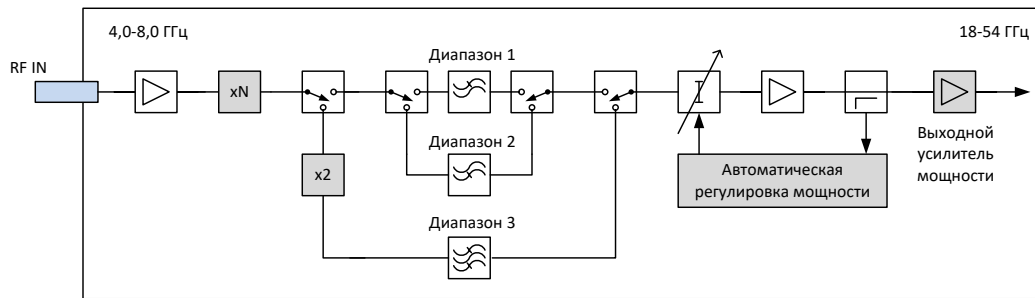 4,0-8,0 ГГц
18-54 ГГц
RF IN
Диапазон 1
xN
Диапазон 2
x2
Диапазон 3
Автоматическая
регулировка мощности
Выходной
усилитель
мощности